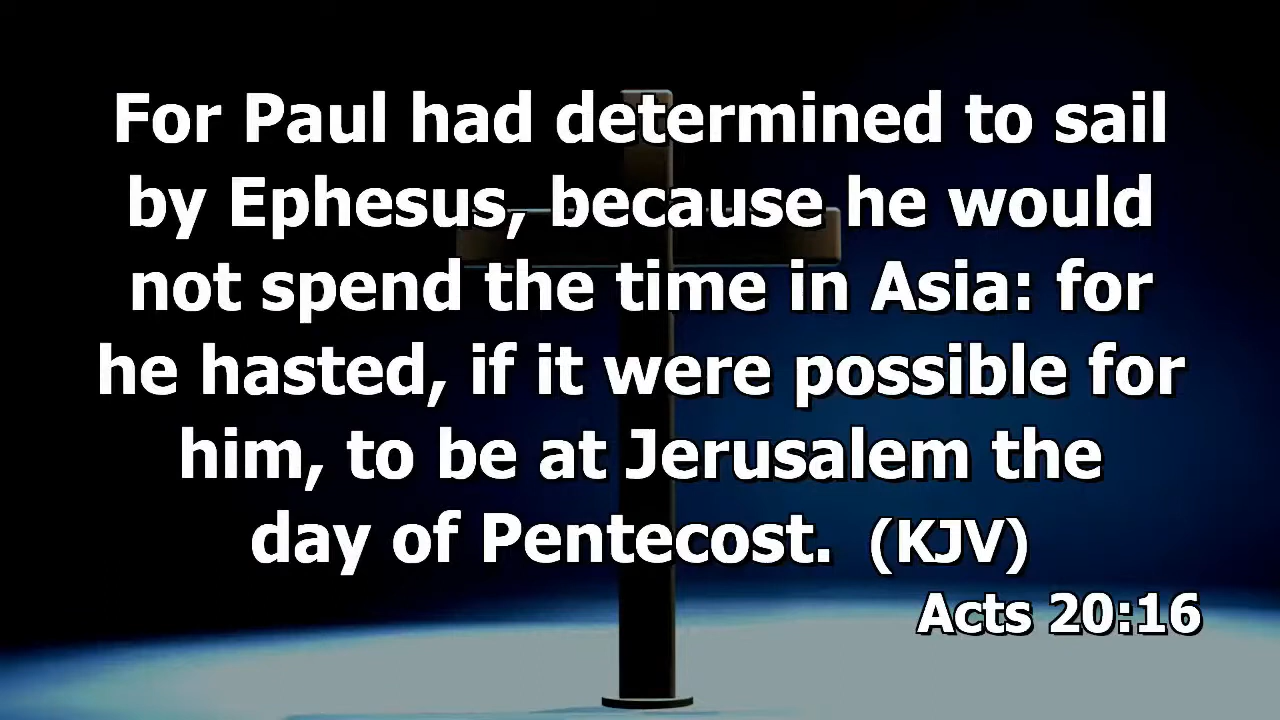 For Paul had determined to sail
by Ephesus, because he would
not spend the time in Asia: for
he hasted, if it were possible for
him, to be at Jerusalem the
day of Pentecost. (KJV)
Acts 20:16